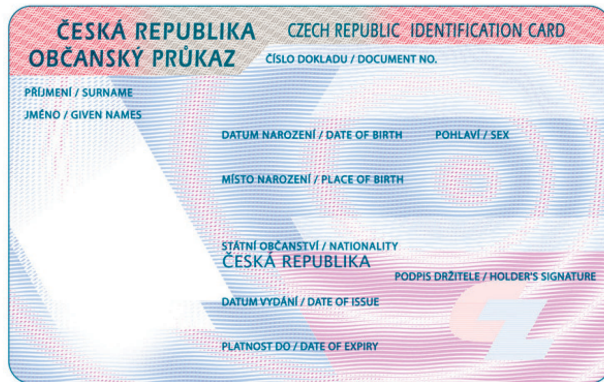 ČESKÁ REPUBLIKA
CZECH REPUBLIC IDENTIFICATION CARD
OBČANSKÝ PRŮKAZ
ČÍSLO DOKLADU / DOCUMENT NO.
PŘÍJMENÍ / SURNAME
JMÉNO / GIVEN NAMES
DATUM NAROZENÍ / DATE OF BIRTH
POHLAVÍ / SEX
MÍSTO NAROZENÍ / PLACE OF BIRTH
STÁTNÍ OBČANSTVÍ / NATIONALITY
ČESKÁ REPUBLIKA
PODPIS DRŽITELE / HOLDER'S SIGNATURE
DATUM VYDÁNÍ / DATE OF ISSUE
CZ
PLATNOST DO / DATE OF EXPIRY